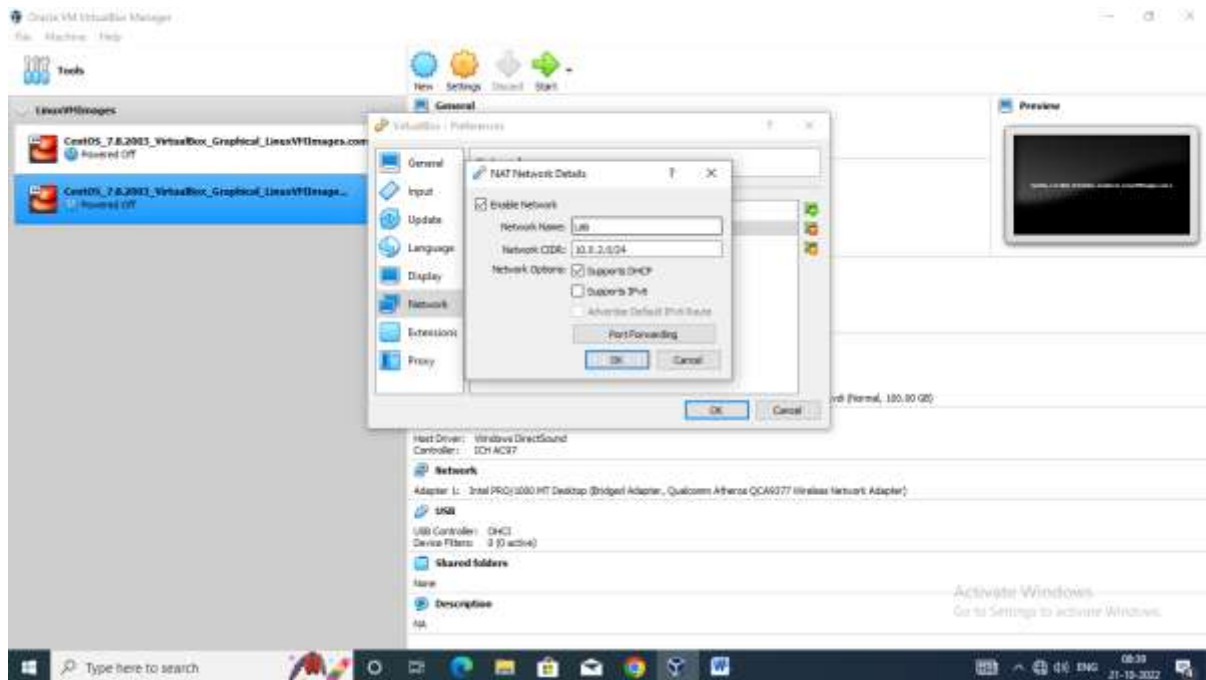 Oracle VM VirtualBox Manager
File Machine Help
Tools
New Settings Discard Start
LinuxVMImages
CentOS_7.8.2003_VirtualBox_Graphical_LinuxVMImages.com
Powered Off
CentOS_7.8.2003_VirtualBox_Graphical_LinuxVMImage...
Powered Off
General
Preview
VirtualBox - Preferences ? ×
General
Input
Update
Language
Display
Network
Extensions
Proxy
NAT Network Details ? ×
Enable Network
Network Name: LAB
Network CIDR: 10.0.2.0/24
Network Options: Supports DHCP
Supports IPv6
Advertise Default IPv6 Route
Port Forwarding
OK Cancel
OK Cancel
.vdi (Normal, 100.00 GB)
Host Driver: Windows DirectSound
Controller: ICH AC97
Network
Adapter 1: Intel PRO/1000 MT Desktop (Bridged Adapter, Qualcomm Atheros QCA9377 Wireless Network Adapter)
USB
USB Controller: OHCI
Device Filters: 0 (0 active)
Shared folders
None
Description
NA
Activate Windows
Go to Settings to activate Windows.
Type here to search
ENG
08:39
21-10-2022